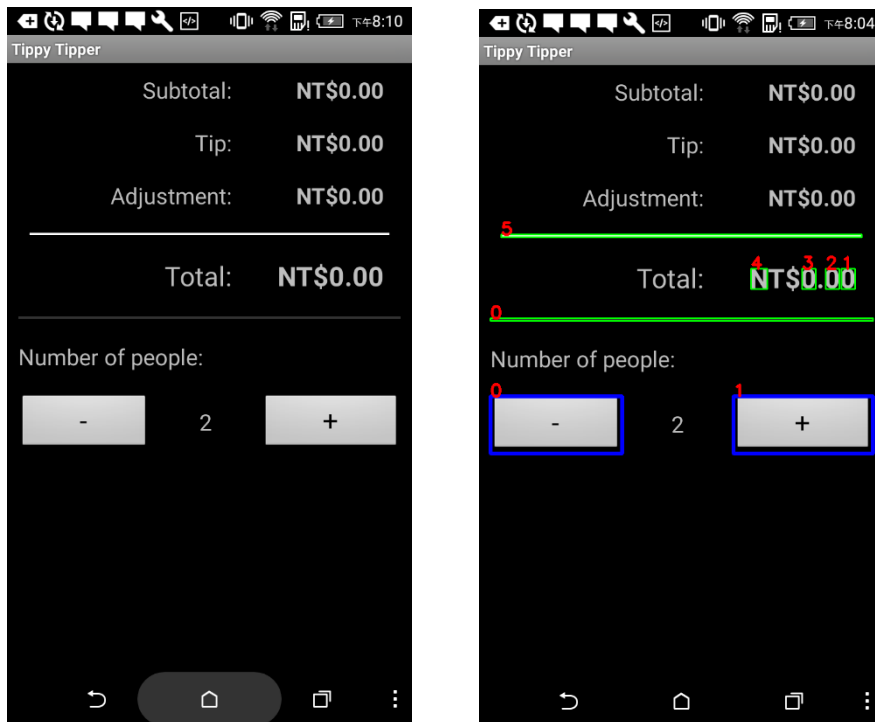 下午8:10
Tippy Tipper
Subtotal: NT$0.00
Tip: NT$0.00
Adjustment: NT$0.00
Total: NT$0.00
Number of people:
- 2 +
下午8:04
Tippy Tipper
Subtotal: NT$0.00
Tip: NT$0.00
Adjustment: NT$0.00
5
4 3 2 1
Total: NT$0.00
0
Number of people:
0 1
- 2 +